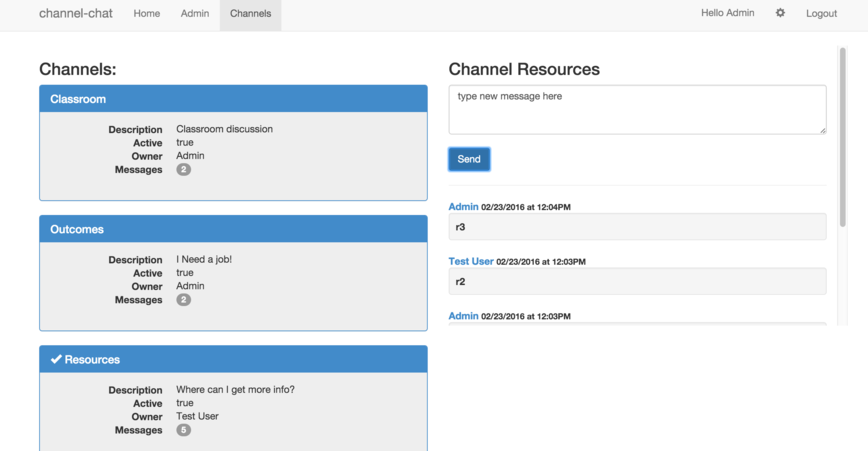 channel-chat Home Admin Channels Hello Admin Logout
Channels:
Classroom
Description Classroom discussion
Active true
Owner Admin
Messages 2
Outcomes
Description I Need a job!
Active true
Owner Admin
Messages 2
Resources
Description Where can I get more info?
Active true
Owner Test User
Messages 5
Channel Resources
type new message here
Send
Admin 02/23/2016 at 12:04PM
r3
Test User 02/23/2016 at 12:03PM
r2
Admin 02/23/2016 at 12:03PM